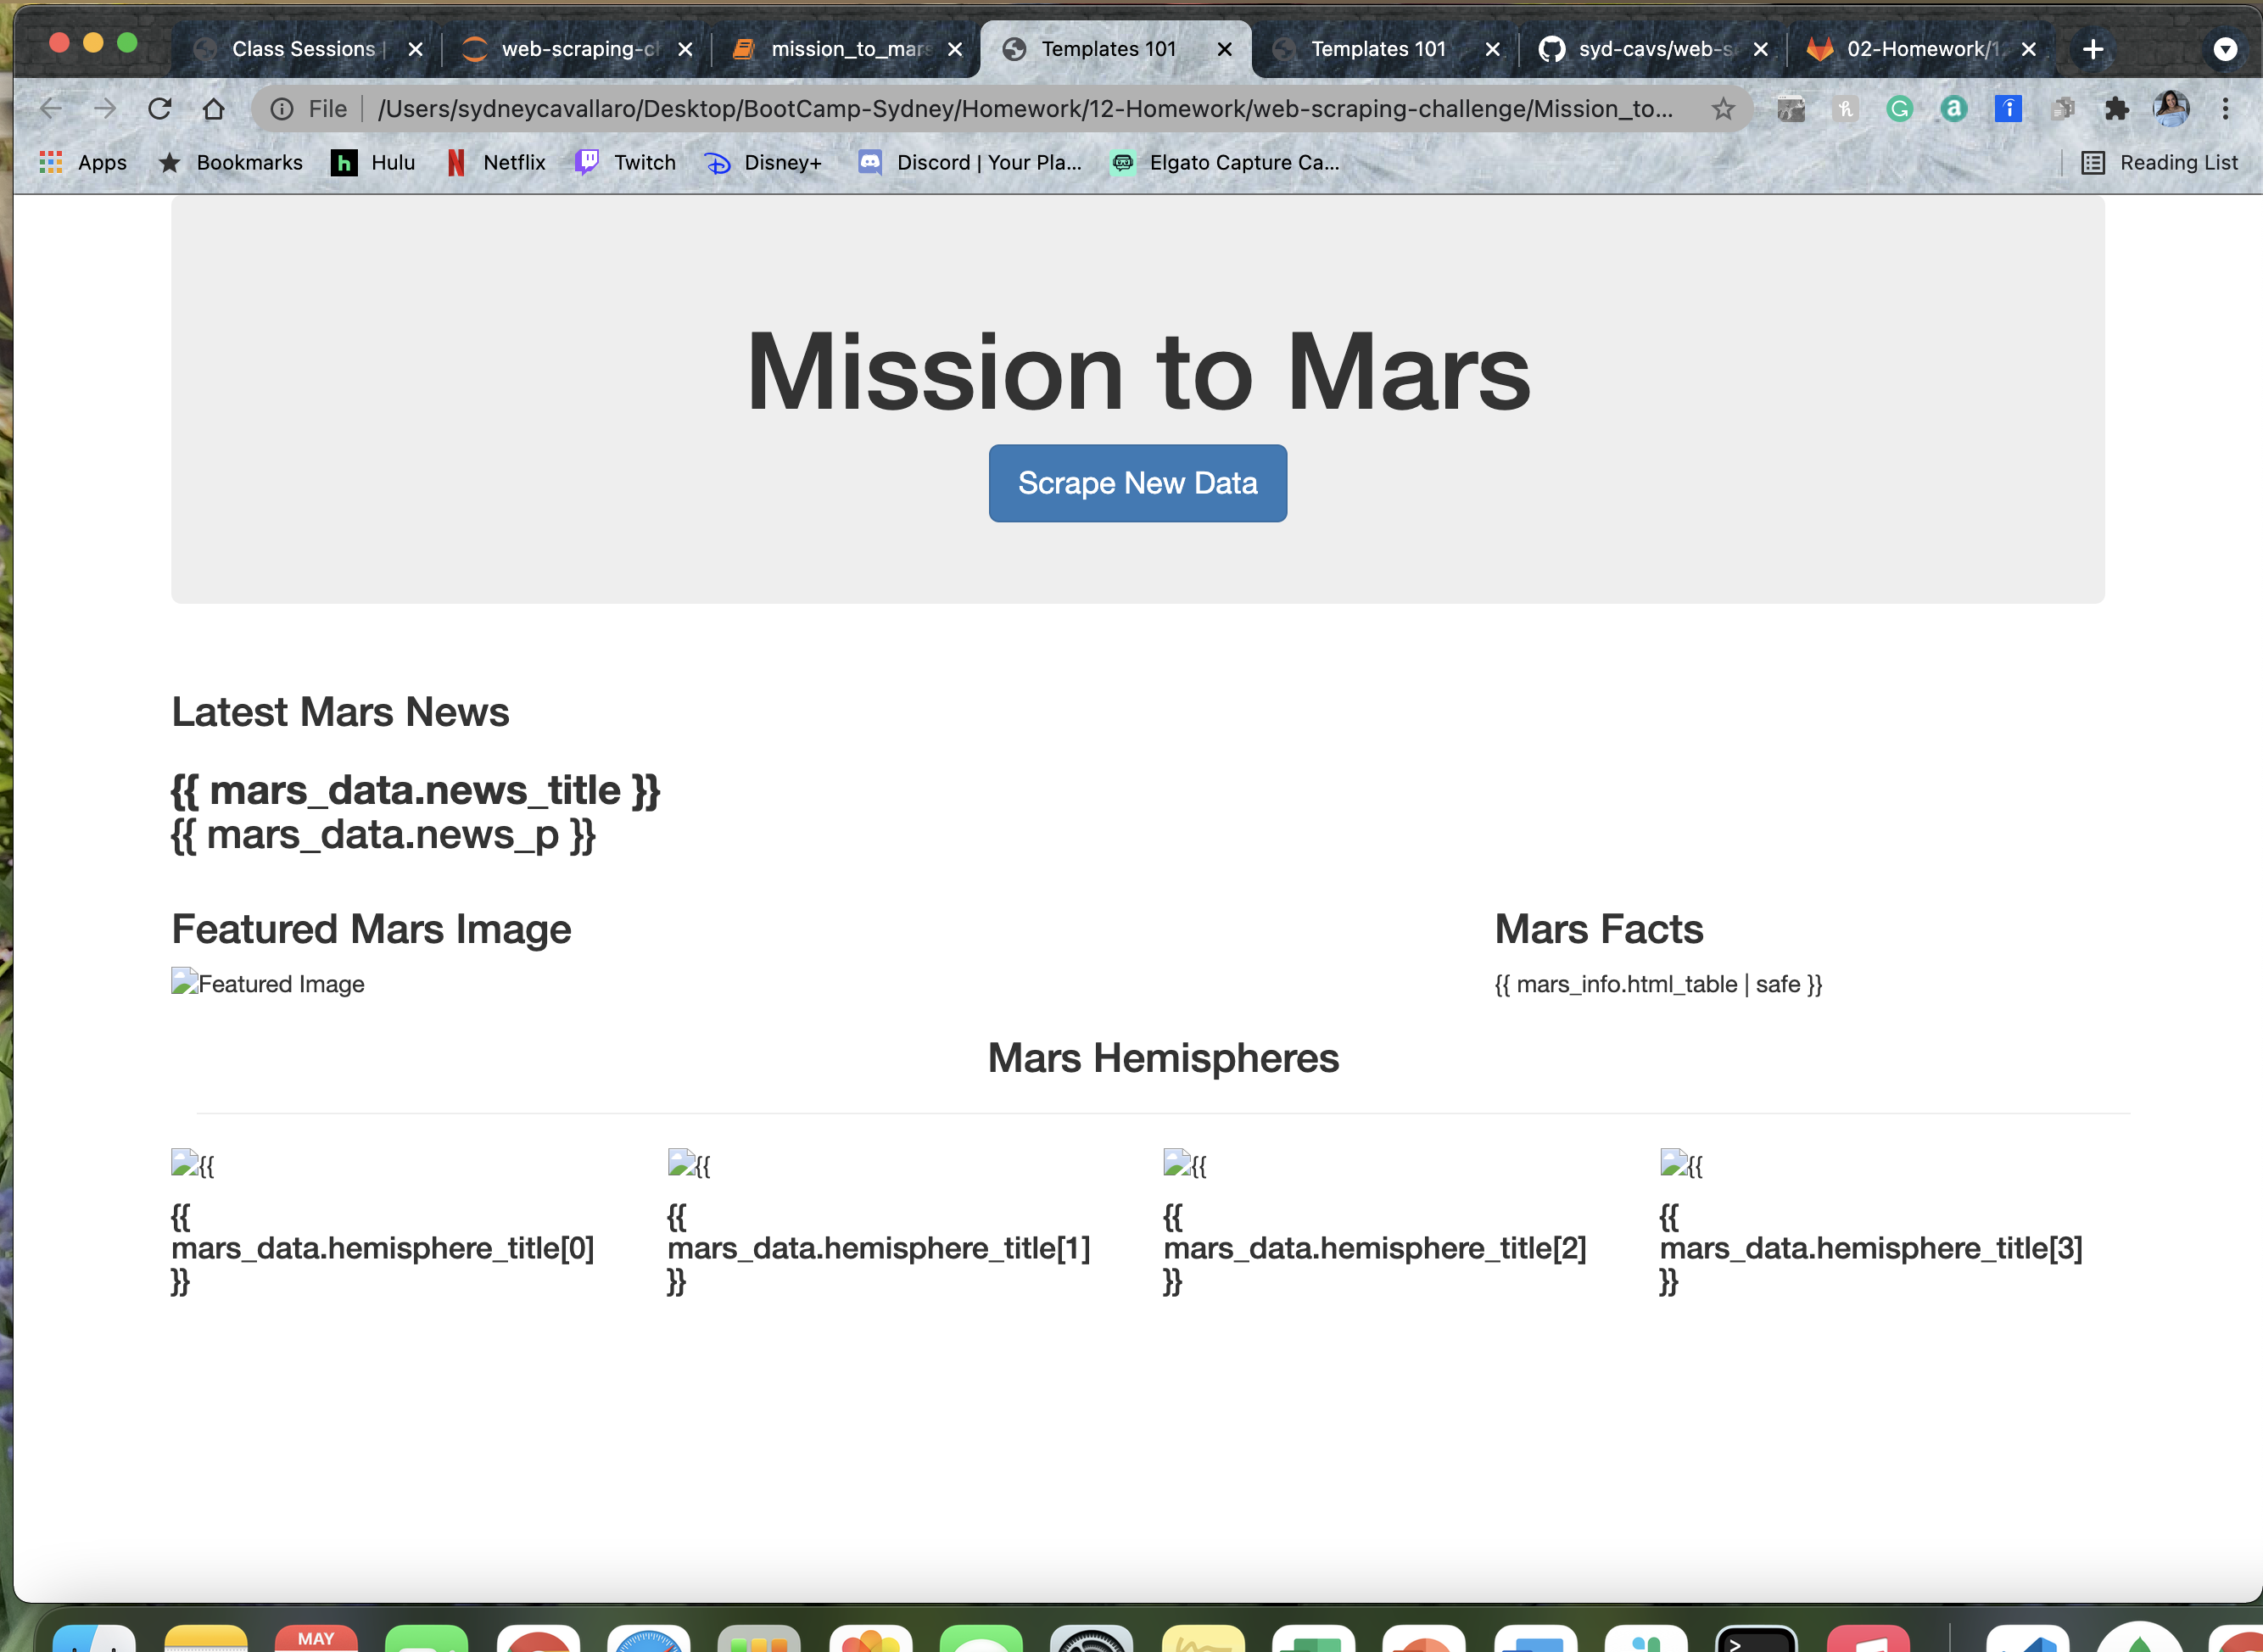 Class Sessions |
web-scraping-cl
mission_to_mars
Templates 101
Templates 101
syd-cavs/web-s
02-Homework/1
File
/Users/sydneycavallaro/Desktop/BootCamp-Sydney/Homework/12-Homework/web-scraping-challenge/Mission_to...
Apps
Bookmarks
h Hulu
N Netflix
Twitch
Disney+
Discord | Your Pla...
Elgato Capture Ca...
Reading List
Mission to Mars
Scrape New Data
Latest Mars News
{{ mars_data.news_title }}
{{ mars_data.news_p }}
Featured Mars Image
Featured Image
Mars Facts
{{ mars_info.html_table | safe }}
Mars Hemispheres
{{
{{
mars_data.hemisphere_title[0]
}}
{{
{{
mars_data.hemisphere_title[1]
}}
{{
{{
mars_data.hemisphere_title[2]
}}
{{
{{
mars_data.hemisphere_title[3]
}}
MAY